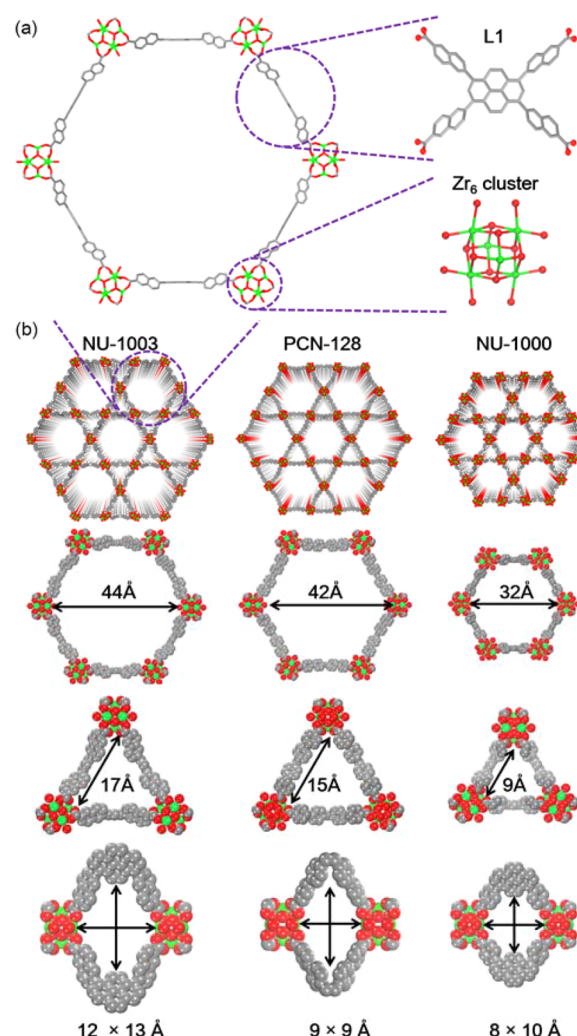 (a)
L1
Zr6 cluster
(b)
NU-1003 PCN-128 NU-1000
44Å 42Å 32Å
17Å 15Å 9Å
12 × 13 Å 9 × 9 Å 8 × 10 Å